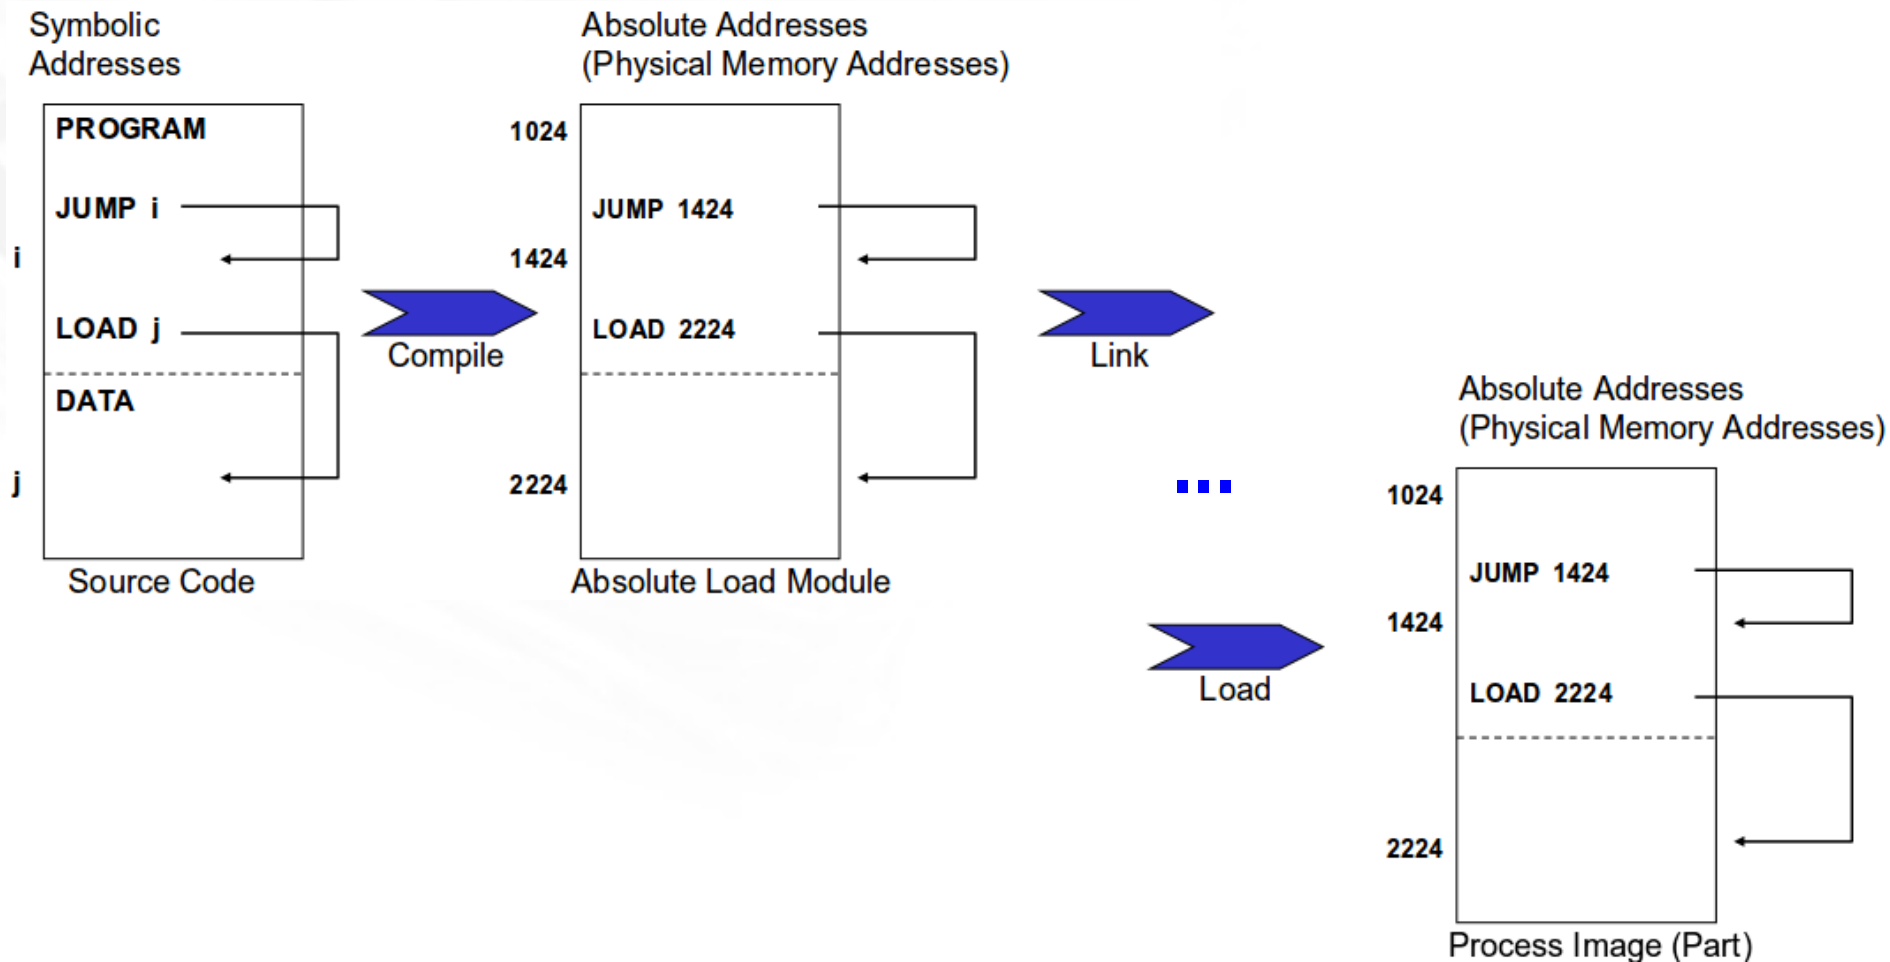 Symbolic
Addresses
PROGRAM
JUMP i
i
LOAD j
DATA
j
Source Code
Compile
Absolute Addresses
(Physical Memory Addresses)
1024
JUMP 1424
1424
LOAD 2224
2224
Absolute Load Module
Link
...
Load
Absolute Addresses
(Physical Memory Addresses)
1024
JUMP 1424
1424
LOAD 2224
2224
Process Image (Part)